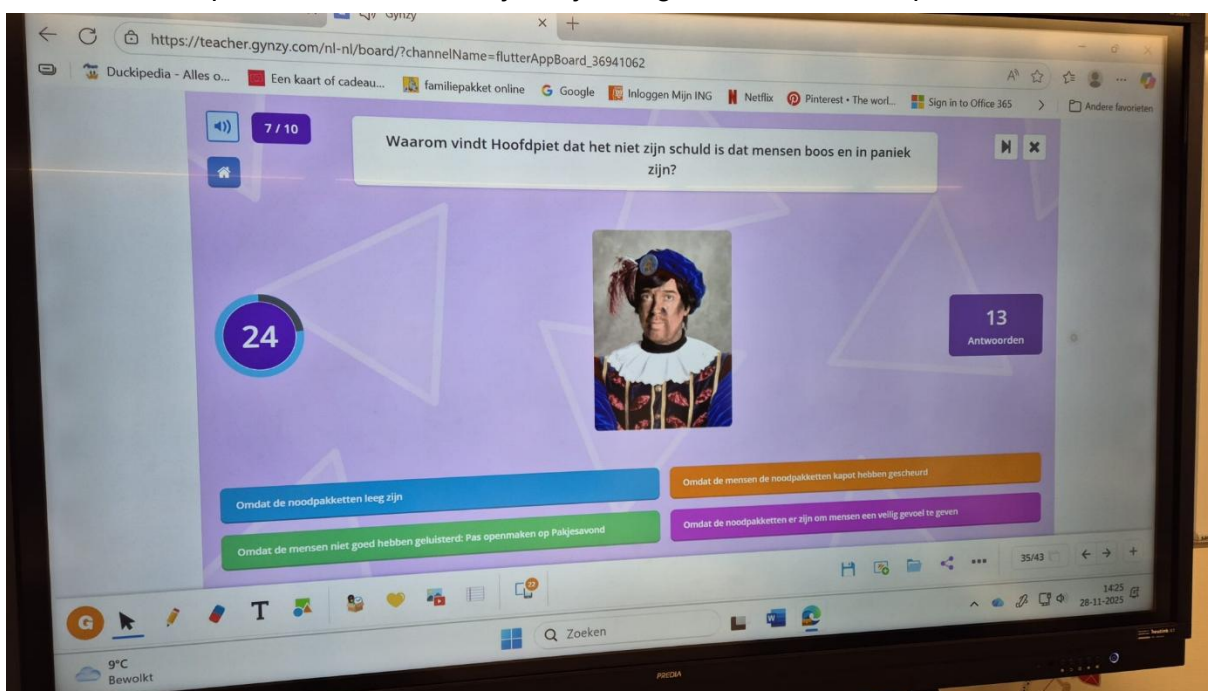 Gynzy
https://teacher.gynzy.com/nl-nl/board/?channelName=flutterAppBoard_36941062
Duckipedia - Alles o...
Een kaart of cadeau...
familiepakket online
Google
Inloggen Mijn ING
Netflix
Pinterest • The worl...
Sign in to Office 365
Andere favorieten
7 / 10
Waarom vindt Hoofdpiet dat het niet zijn schuld is dat mensen boos en in paniek
zijn?
24
13
Antwoorden
Omdat de noodpakketten leeg zijn
Omdat de mensen de noodpakketten kapot hebben gescheurd
Omdat de mensen niet goed hebben geluisterd: Pas openmaken op Pakjesavond
Omdat de noodpakketten er zijn om mensen een veilig gevoel te geven
35/43
G
T
22
Zoeken
14:25
28-11-2025
9°C
Bewolkt
PREDIA